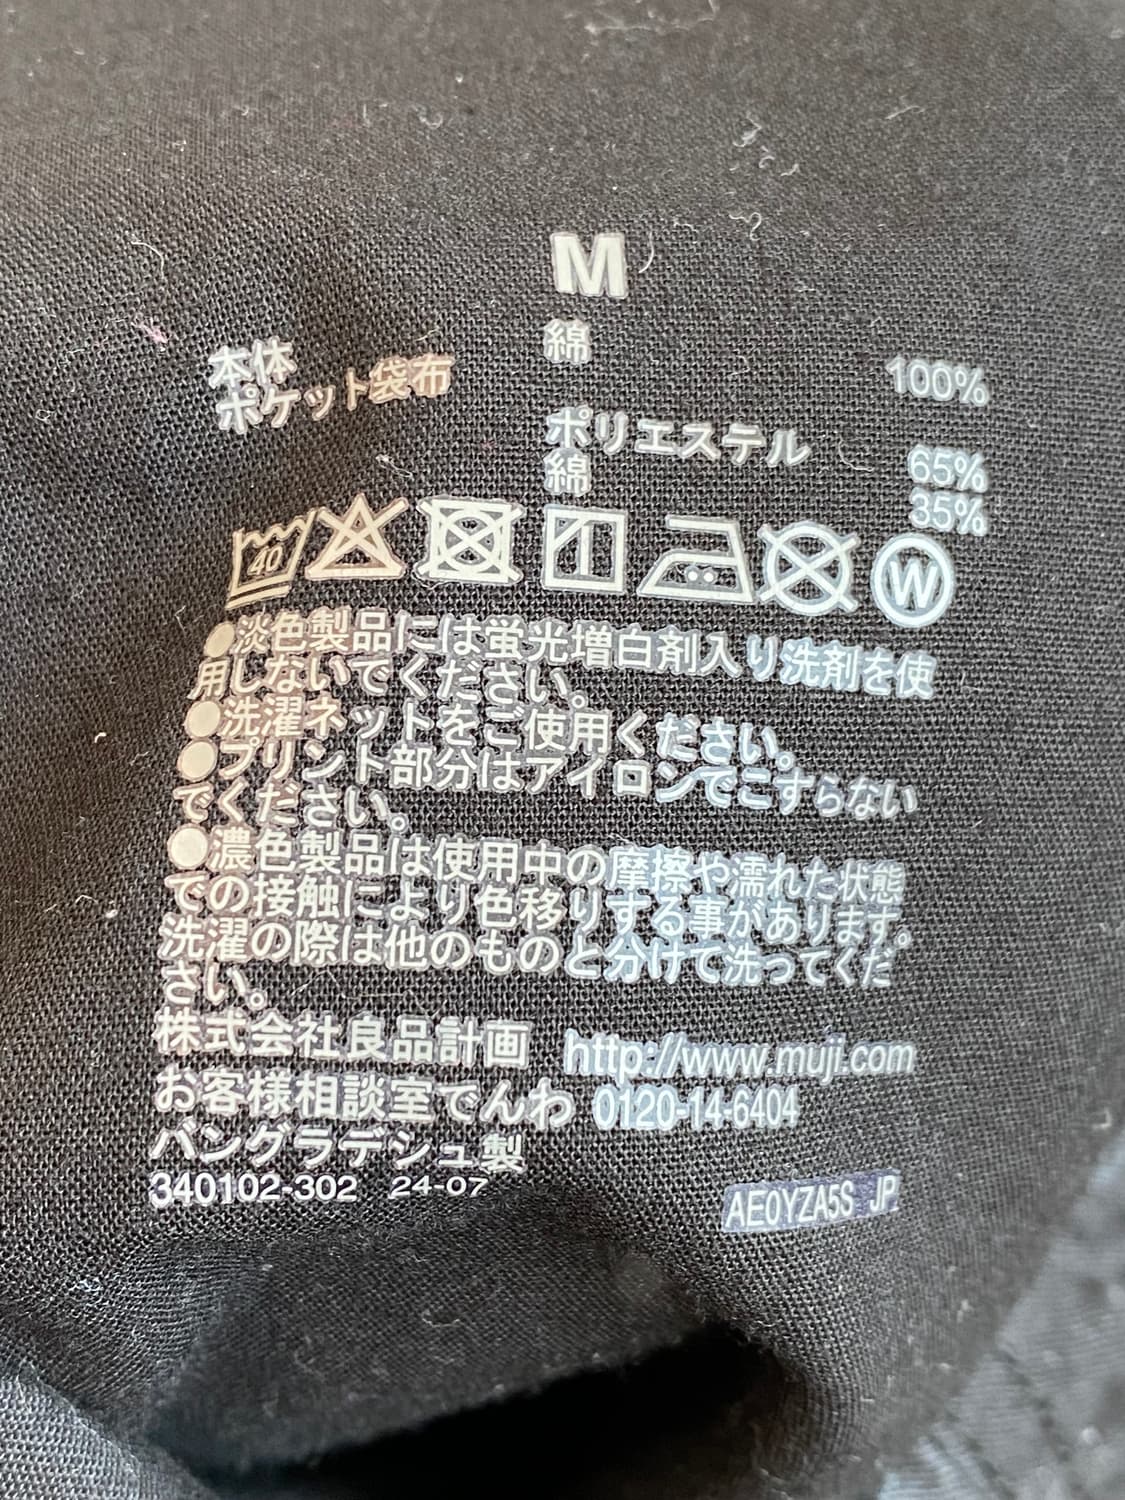 M
本体 綿 100%
ポケット袋布 ポリエステル 65%
綿 35%
40 W
●淡色製品には蛍光増白剤入り洗剤を使
用しないでください。
●洗濯ネットをご使用ください。
●プリント部分はアイロンでこすらない
でください。
●濃色製品は使用中の摩擦や濡れた状態
での接触により色移りする事があります。
洗濯の際は他のものと分けて洗ってくだ
さい。
株式会社良品計画 http://www.muji.com
お客様相談室でんわ 0120-14-6404
バングラデシュ製
340102-302 24-07
AE0YZA5S JP